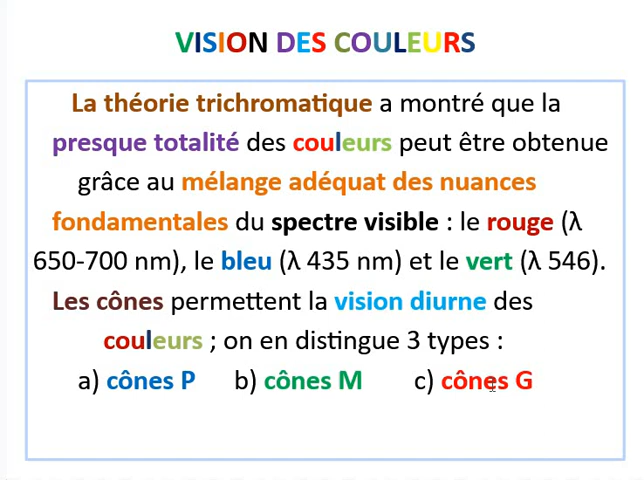 VISION DES COULEURS
La théorie trichromatique a montré que la
presque totalité des couleurs peut être obtenue
grâce au mélange adéquat des nuances
fondamentales du spectre visible : le rouge (λ
650-700 nm), le bleu (λ 435 nm) et le vert (λ 546).
Les cônes permettent la vision diurne des
couleurs ; on en distingue 3 types :
a) cônes P b) cônes M c) cônes G